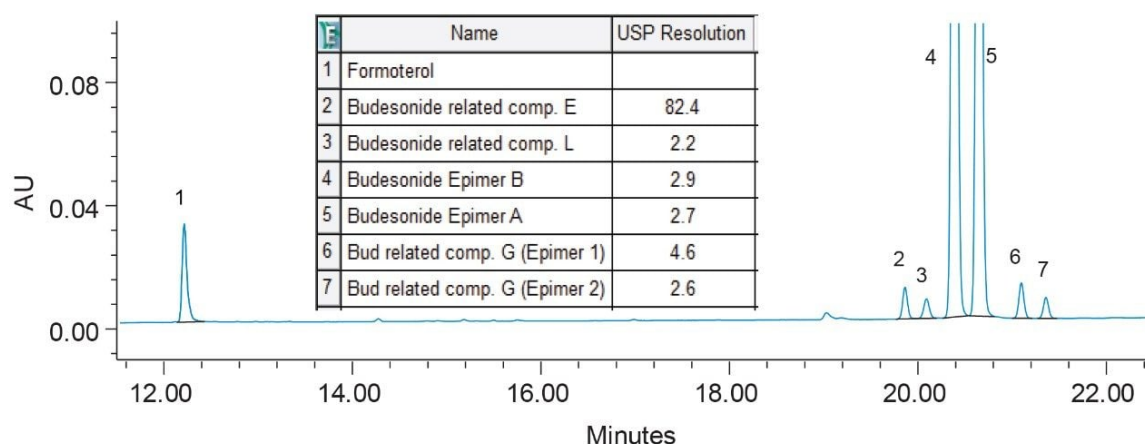 E Name USP Resolution
1 Formoterol
2 Budesonide related comp. E 82.4
3 Budesonide related comp. L 2.2
4 Budesonide Epimer B 2.9
5 Budesonide Epimer A 2.7
6 Bud related comp. G (Epimer 1) 4.6
7 Bud related comp. G (Epimer 2) 2.6
4 5
0.08
AU
0.04
1
2 3 6 7
0.00
12.00 14.00 16.00 18.00 20.00 22.00
Minutes